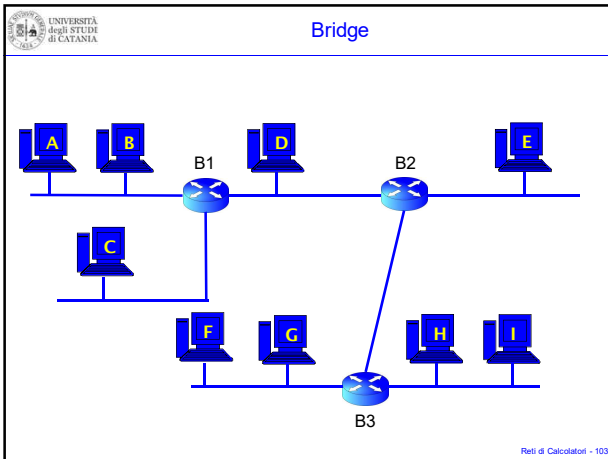 UNIVERSITÀ
degli STUDI
di CATANIA
Bridge
A
B
D
E
B1
B2
C
F
G
H
I
B3
Reti di Calcolatori - 103